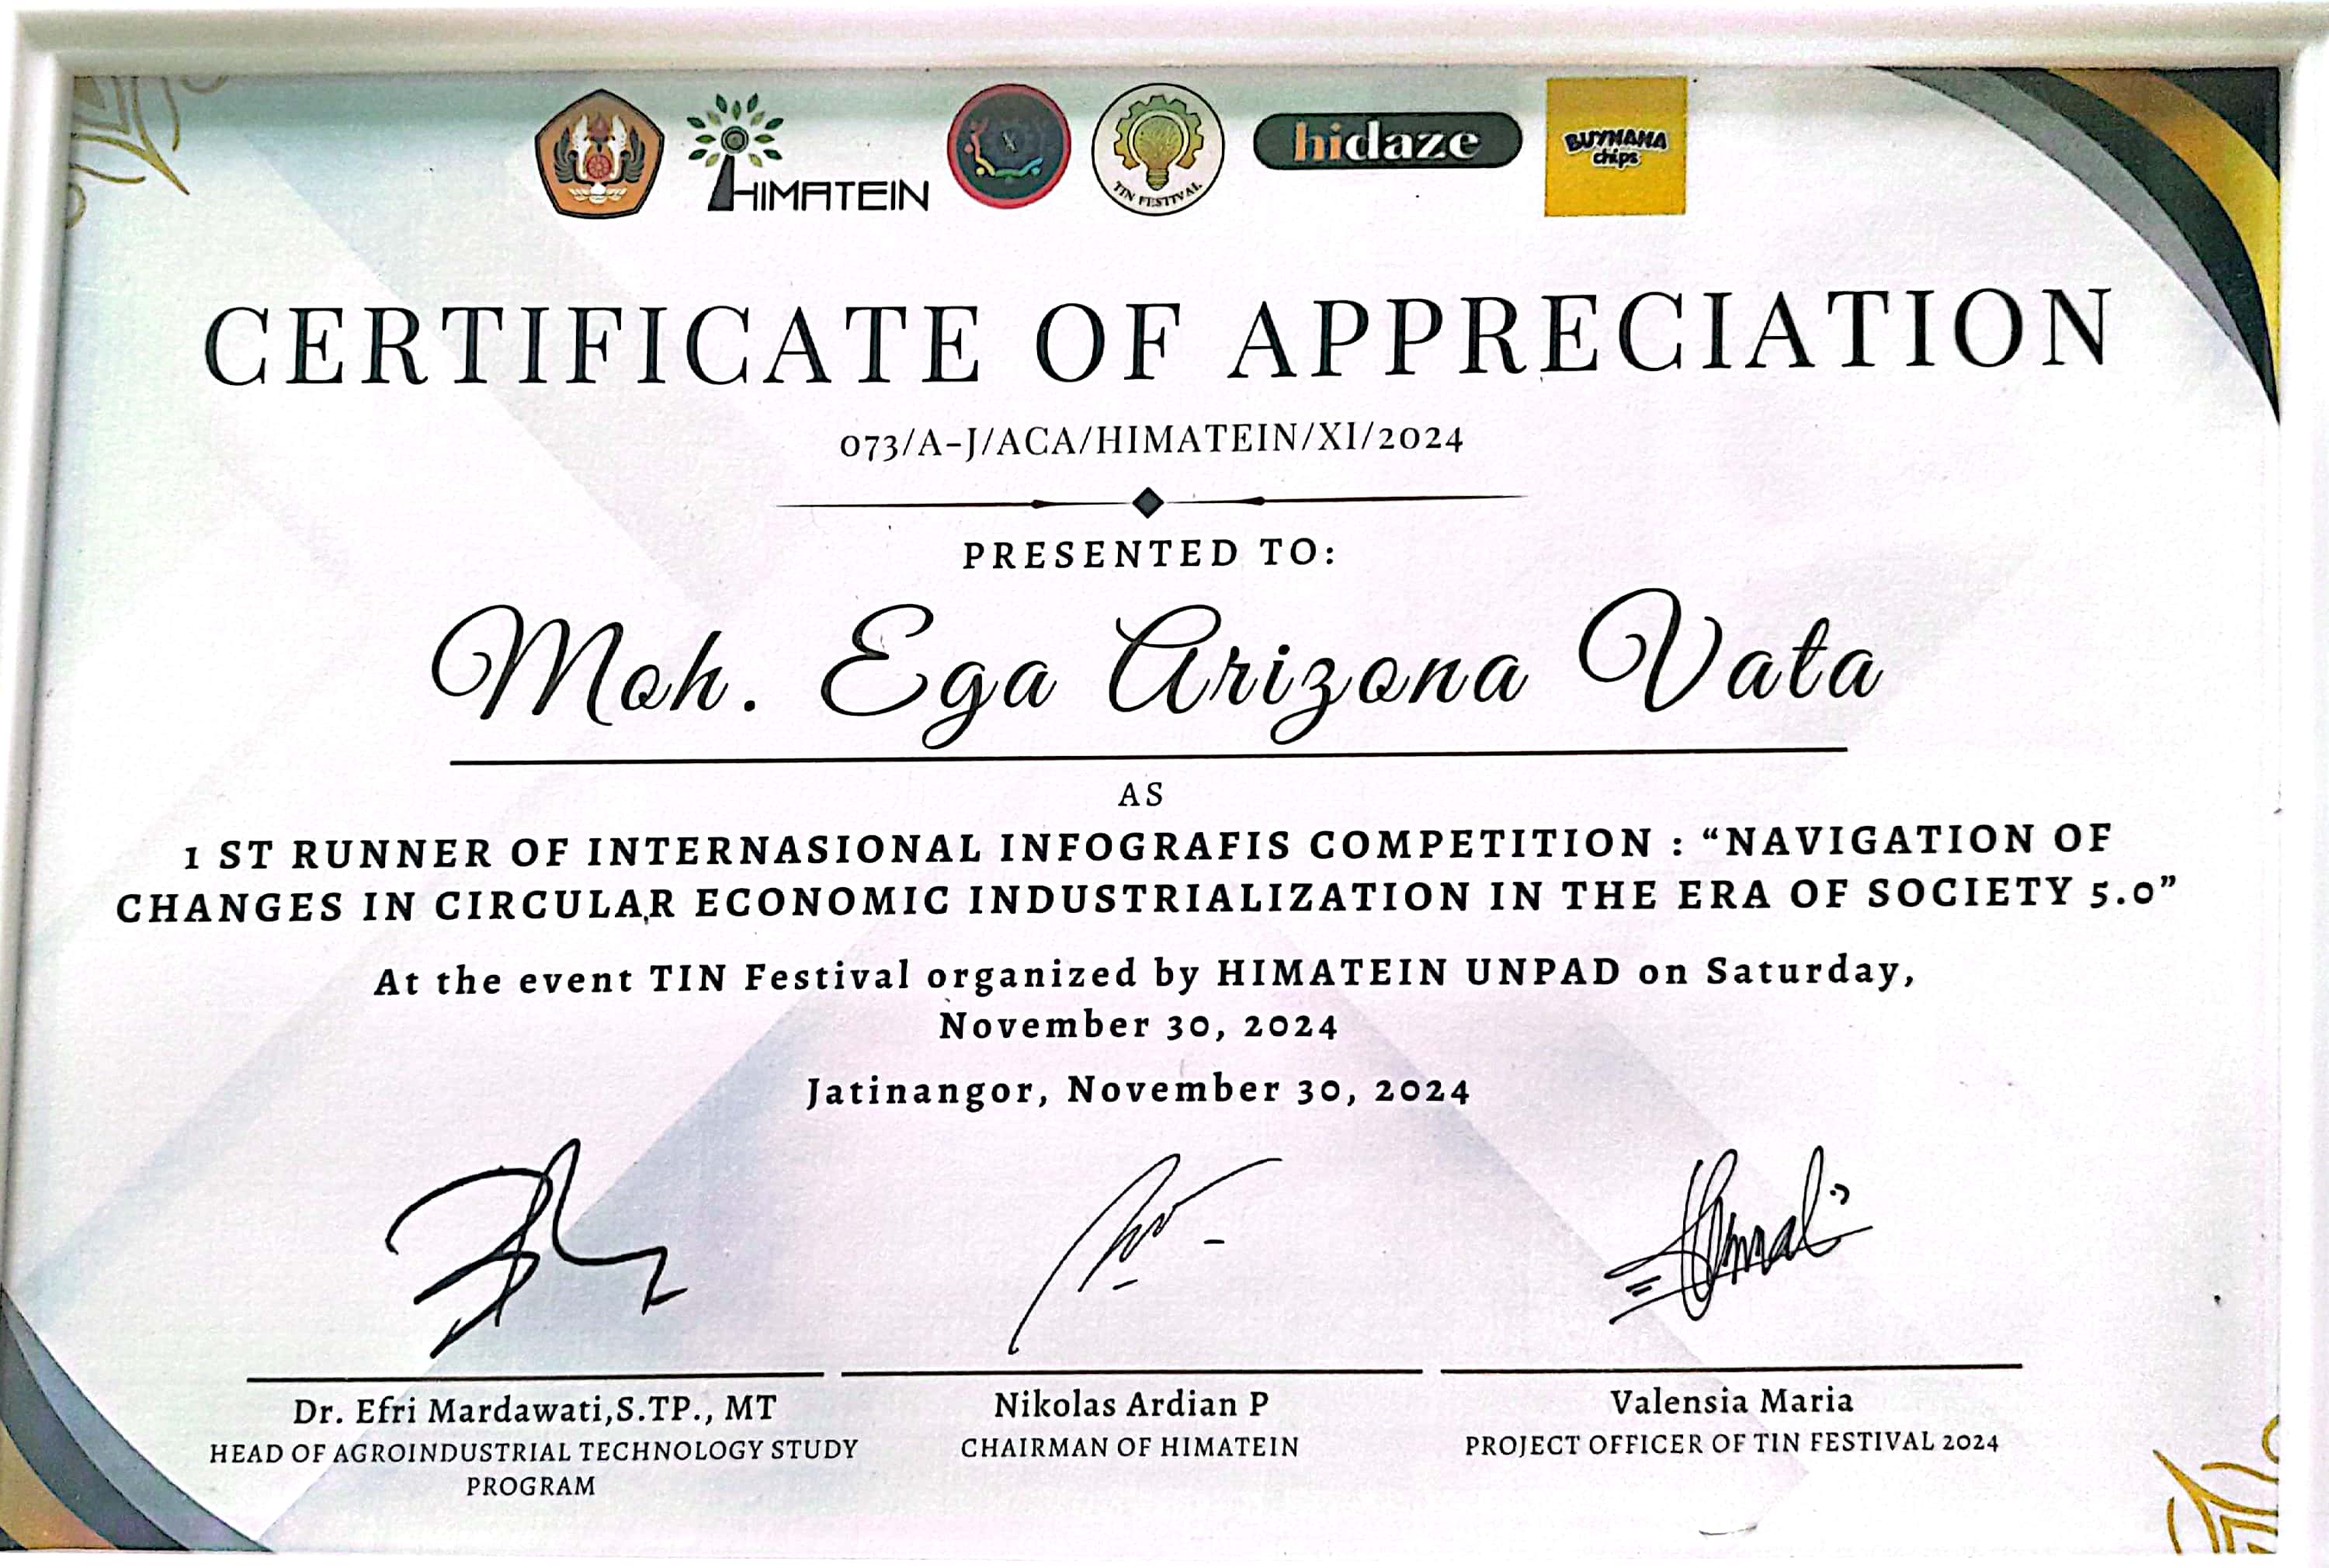 HIMATEIN
X
TIN FESTIVAL
hidaze
BUYNANA
chips
CERTIFICATE OF APPRECIATION
073/A-J/ACA/HIMATEIN/XI/2024
PRESENTED TO:
Moh. Ega Arizona Vata
AS
1 ST RUNNER OF INTERNASIONAL INFOGRAFIS COMPETITION : “NAVIGATION OF
CHANGES IN CIRCULAR ECONOMIC INDUSTRIALIZATION IN THE ERA OF SOCIETY 5.0”
At the event TIN Festival organized by HIMATEIN UNPAD on Saturday,
November 30, 2024
Jatinangor, November 30, 2024
Dr. Efri Mardawati,S.TP., MT
HEAD OF AGROINDUSTRIAL TECHNOLOGY STUDY
PROGRAM
Nikolas Ardian P
CHAIRMAN OF HIMATEIN
Valensia Maria
PROJECT OFFICER OF TIN FESTIVAL 2024